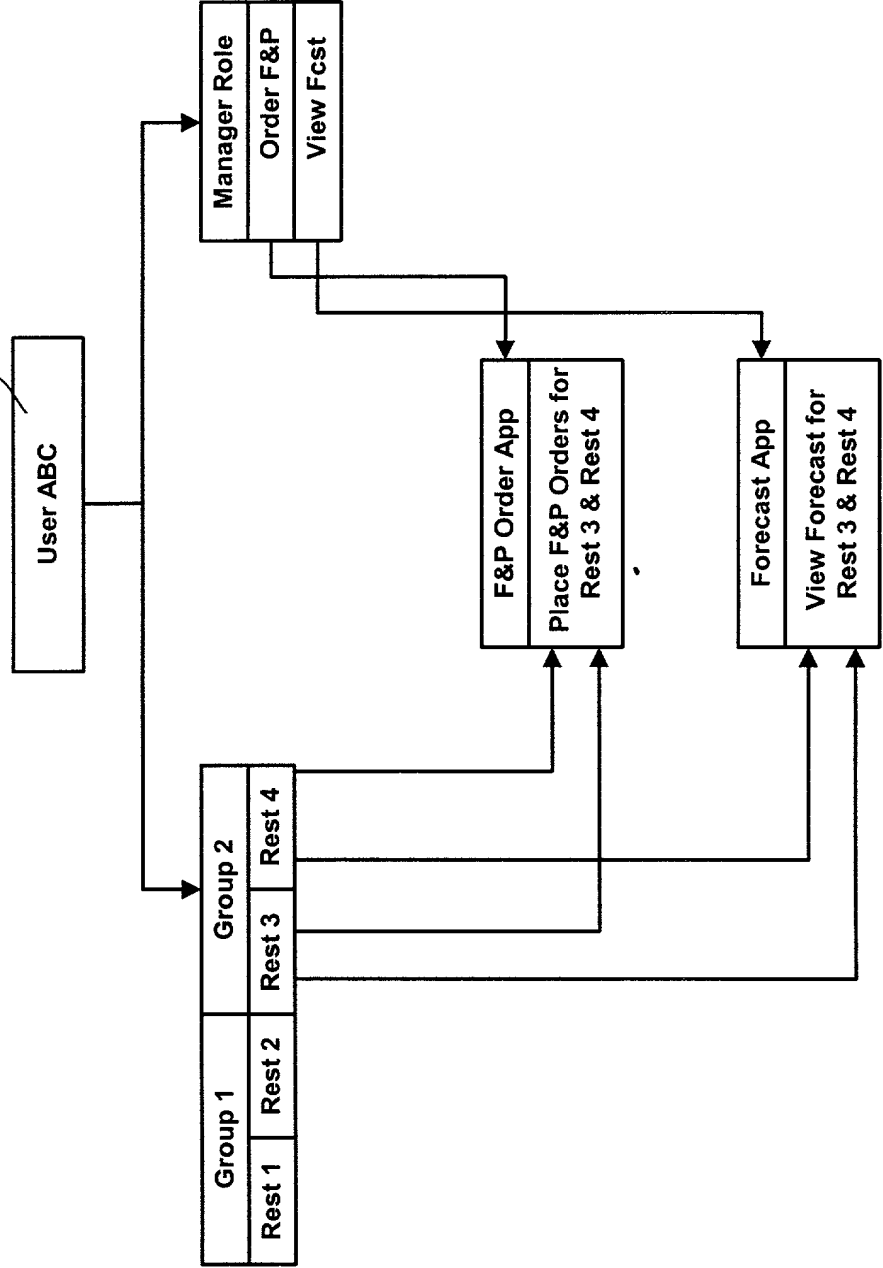 User ABC
Group 1
Group 2
Rest 1
Rest 2
Rest 3
Rest 4
Manager Role
Order F&P
View Fcst
F&P Order App
Place F&P Orders for
Rest 3 & Rest 4
Forecast App
View Forecast for
Rest 3 & Rest 4